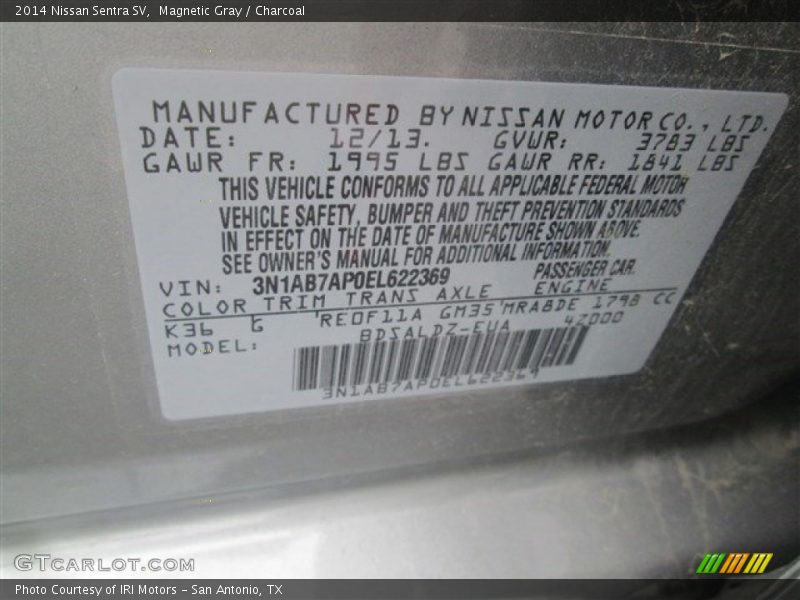 2014 Nissan Sentra SV,  Magnetic Gray / Charcoal
MANUFACTURED BY NISSAN MOTOR CO., LTD.
DATE: 12/13. GVWR: 3783 LBS
GAWR FR: 1995 LBS GAWR RR: 1841 LBS
THIS VEHICLE CONFORMS TO ALL APPLICABLE FEDERAL MOTOR
VEHICLE SAFETY, BUMPER AND THEFT PREVENTION STANDARDS
IN EFFECT ON THE DATE OF MANUFACTURE SHOWN ABOVE.
SEE OWNER'S MANUAL FOR ADDITIONAL INFORMATION.
VIN: 3N1AB7AP0EL622369 PASSENGER CAR.
COLOR TRIM TRANS AXLE ENGINE
K36 G REOF11A GM35 MRA8DE 1798 CC
MODEL: BDSALDZ-EUA 4Z000
3N1AB7AP0EL622369
GTCARLOT.COM
Photo Courtesy of IRI Motors – San Antonio, TX